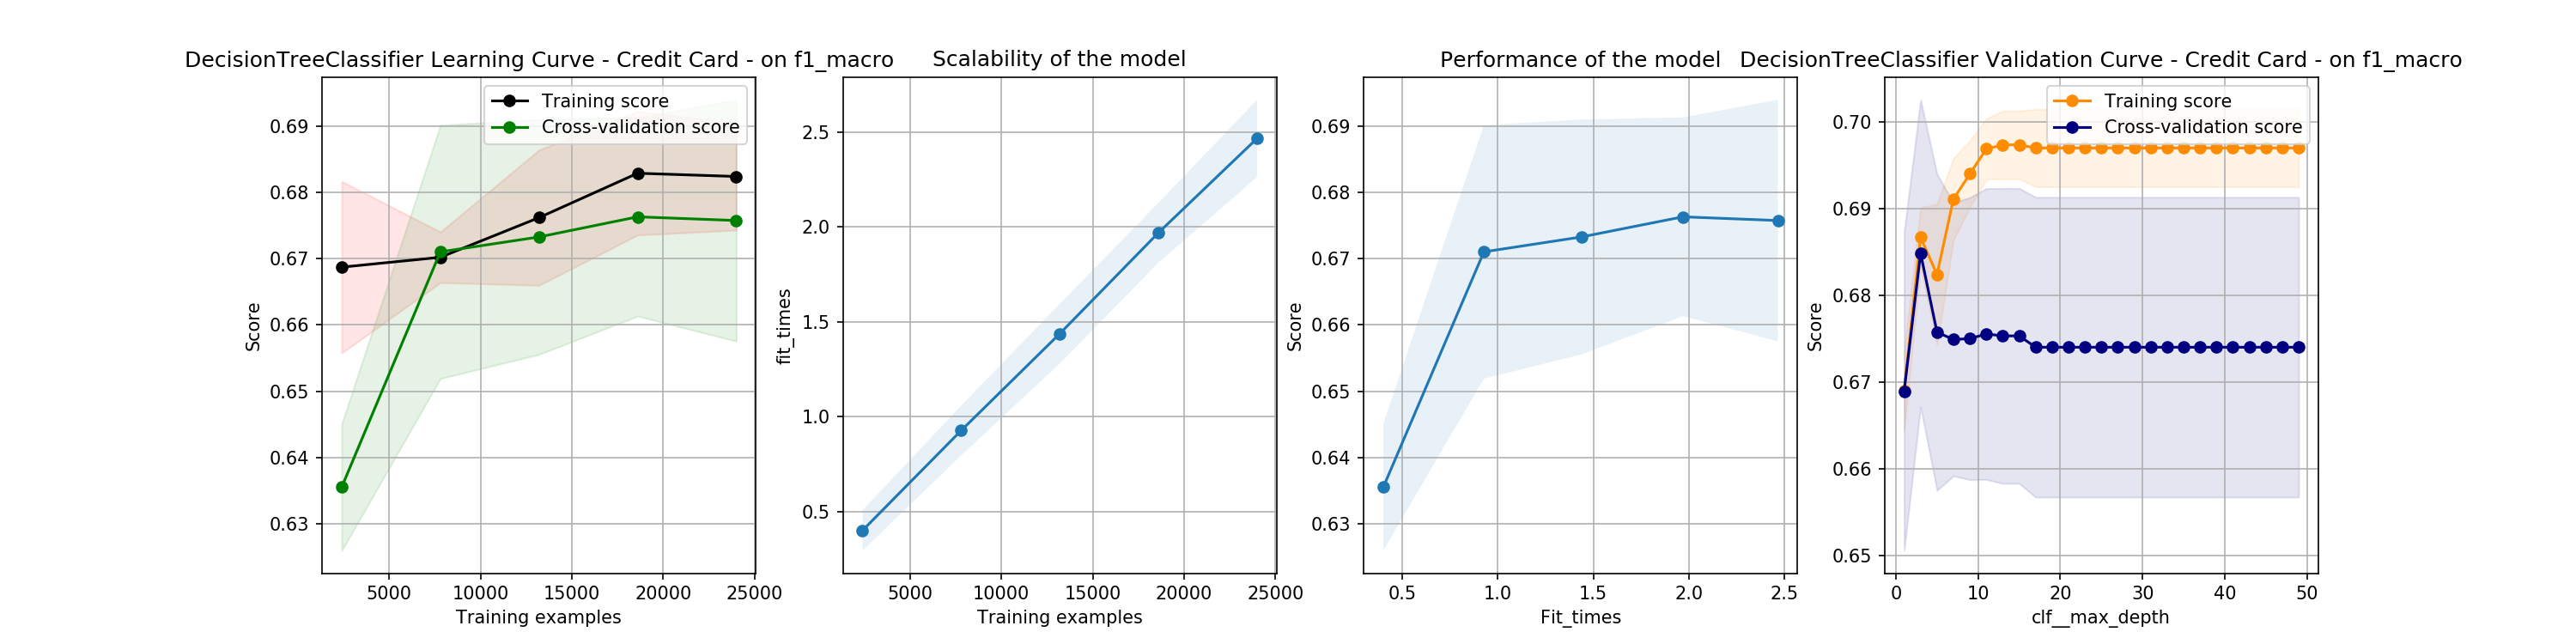 DecisionTreeClassifier Learning Curve - Credit Card - on f1_macro
Training score
Cross-validation score
0.69
0.68
0.67
0.66
0.65
0.64
0.63
Score
5000 10000 15000 20000 25000
Training examples
Scalability of the model
2.5
2.0
1.5
1.0
0.5
fit_times
5000 10000 15000 20000 25000
Training examples
Performance of the model
0.69
0.68
0.67
0.66
0.65
0.64
0.63
Score
0.5 1.0 1.5 2.0 2.5
Fit_times
DecisionTreeClassifier Validation Curve - Credit Card - on f1_macro
Training score
Cross-validation score
0.70
0.69
0.68
0.67
0.66
0.65
Score
0 10 20 30 40 50
clf__max_depth